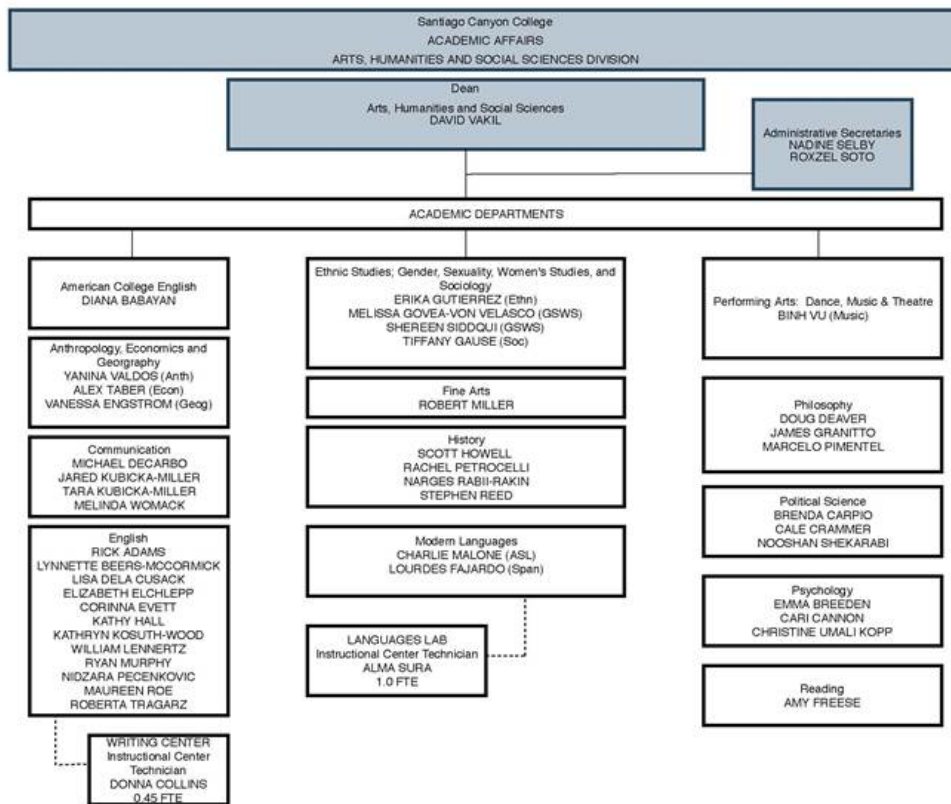 Santiago Canyon College
ACADEMIC AFFAIRS
ARTS, HUMANITIES AND SOCIAL SCIENCES DIVISION
Dean
Arts, Humanities and Social Sciences
DAVID VAKIL
Administrative Secretaries
NADINE SELBY
ROXZEL SOTO
ACADEMIC DEPARTMENTS
American College English
DIANA BABAYAN
Anthropology, Economics and
Georgraphy
YANINA VALDOS (Anth)
ALEX TABER (Econ)
VANESSA ENGSTROM (Geog)
Communication
MICHAEL DECARBO
JARED KUBICKA-MILLER
TARA KUBICKA-MILLER
MELINDA WOMACK
English
RICK ADAMS
LYNNETTE BEERS-MCCORMICK
LISA DELA CUSACK
ELIZABETH ELCHLEPP
CORINNA EVETT
KATHY HALL
KATHRYN KOSUTH-WOOD
WILLIAM LENNERTZ
RYAN MURPHY
NIDZARA PECENKOVIC
MAUREEN ROE
ROBERTA TRAGARZ
WRITING CENTER
Instructional Center
Technician
DONNA COLLINS
0.45 FTE
Ethnic Studies; Gender, Sexuality, Women's Studies, and
Sociology
ERIKA GUTIERREZ (Ethn)
MELISSA GOVEA-VON VELASCO (GSWS)
SHEREEN SIDDQUI (GSWS)
TIFFANY GAUSE (Soc)
Fine Arts
ROBERT MILLER
History
SCOTT HOWELL
RACHEL PETROCELLI
NARGES RABII-RAKIN
STEPHEN REED
Modern Languages
CHARLIE MALONE (ASL)
LOURDES FAJARDO (Span)
LANGUAGES LAB
Instructional Center Technician
ALMA SURA
1.0 FTE
Performing Arts: Dance, Music & Theatre
BINH VU (Music)
Philosophy
DOUG DEAVER
JAMES GRANITTO
MARCELO PIMENTEL
Political Science
BRENDA CARPIO
CALE CRAMMER
NOOSHAN SHEKARABI
Psychology
EMMA BREEDEN
CARI CANNON
CHRISTINE UMALI KOPP
Reading
AMY FREESE